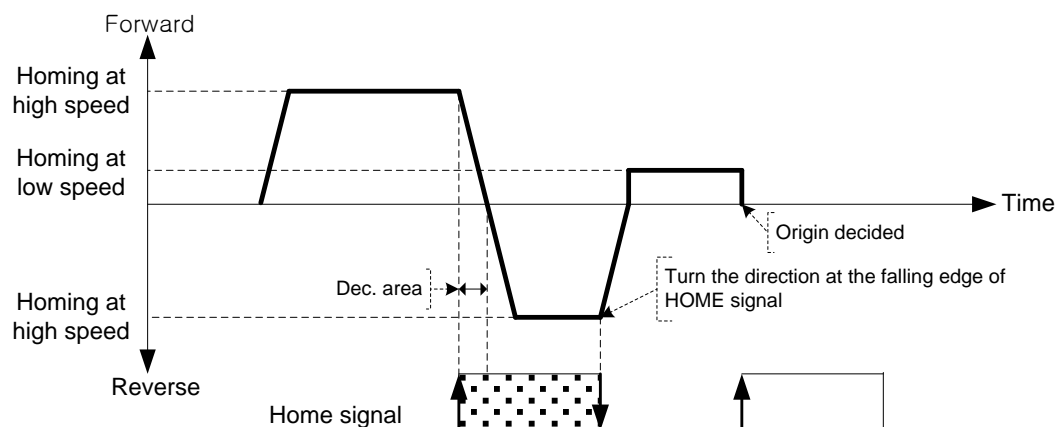 Forward
Homing at
high speed
Homing at
low speed
Time
Origin decided
Dec. area
Turn the direction at the falling edge of
HOME signal
Homing at
high speed
Reverse
Home signal